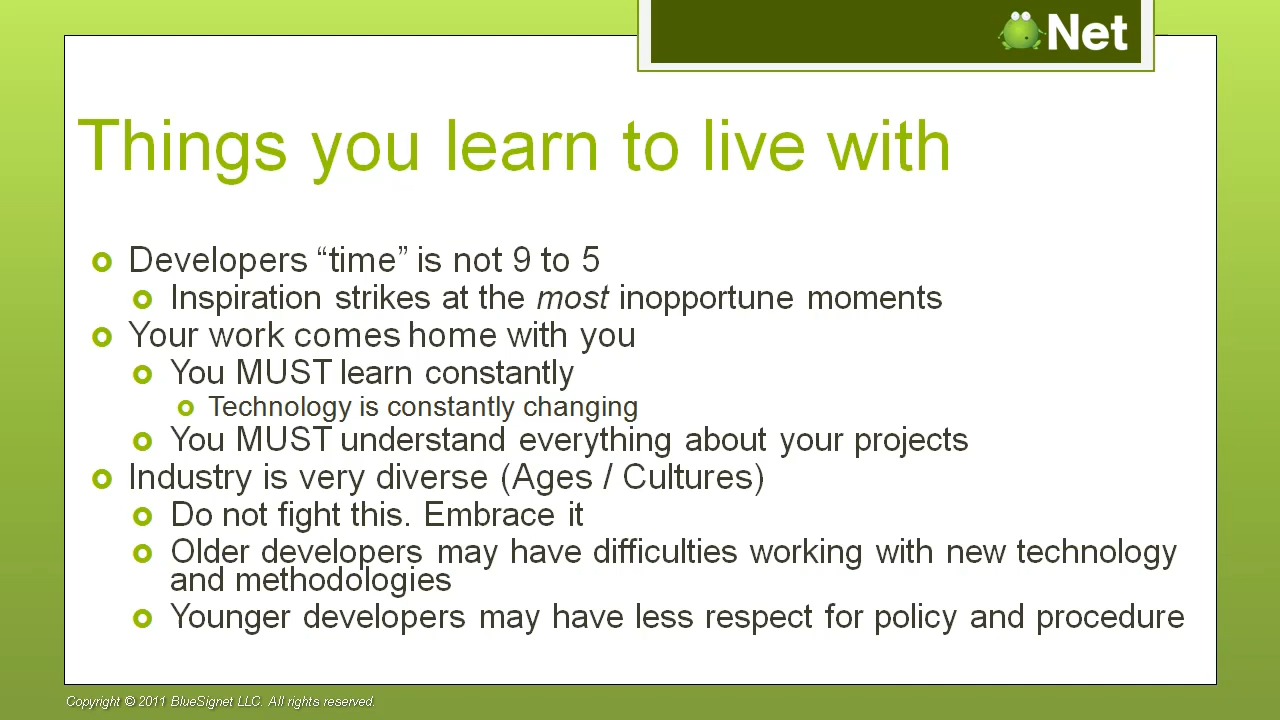 Net
Things you learn to live with
Developers “time” is not 9 to 5
Inspiration strikes at the most inopportune moments
Your work comes home with you
You MUST learn constantly
Technology is constantly changing
You MUST understand everything about your projects
Industry is very diverse (Ages / Cultures)
Do not fight this. Embrace it
Older developers may have difficulties working with new technology
and methodologies
Younger developers may have less respect for policy and procedure
Copyright © 2011 BlueSignet LLC. All rights reserved.